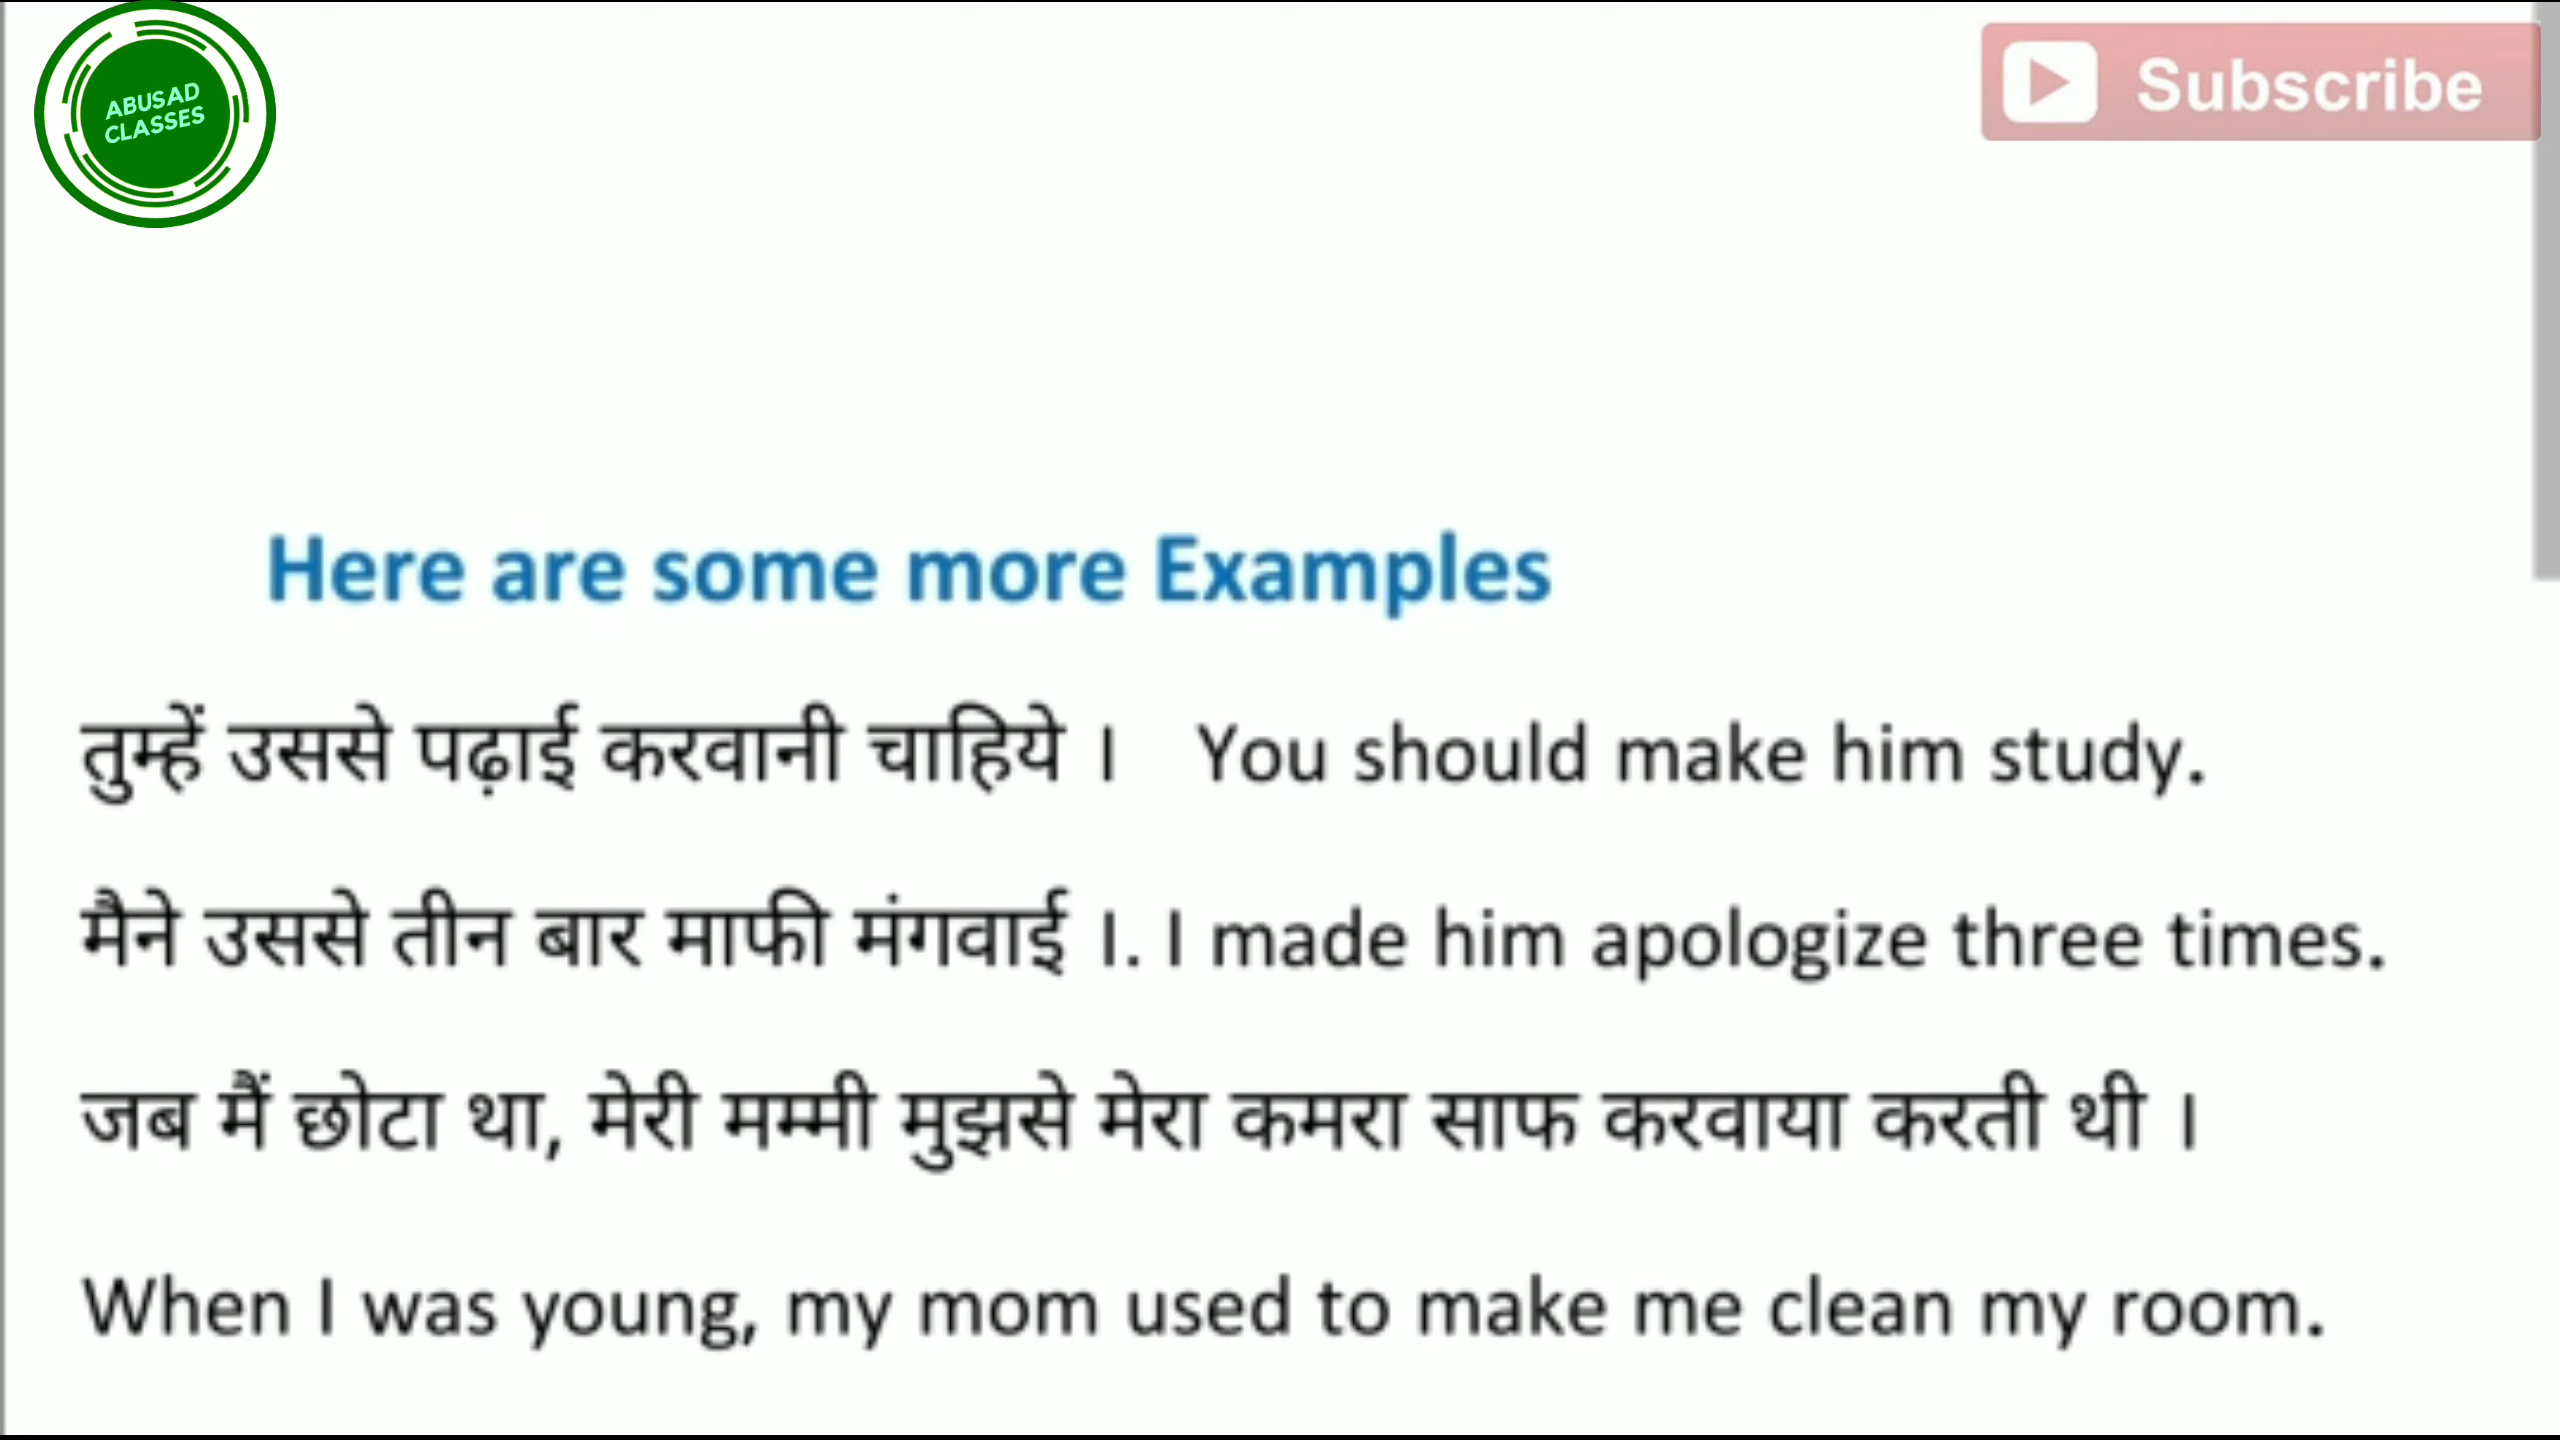 ABUSAD
CLASSES
Subscribe
Here are some more Examples
तुम्हें उससे पढ़ाई करवानी चाहिये । You should make him study.
मैने उससे तीन बार माफी मंगवाई ।. I made him apologize three times.
जब मैं छोटा था, मेरी मम्मी मुझसे मेरा कमरा साफ करवाया करती थी ।
When I was young, my mom used to make me clean my room.